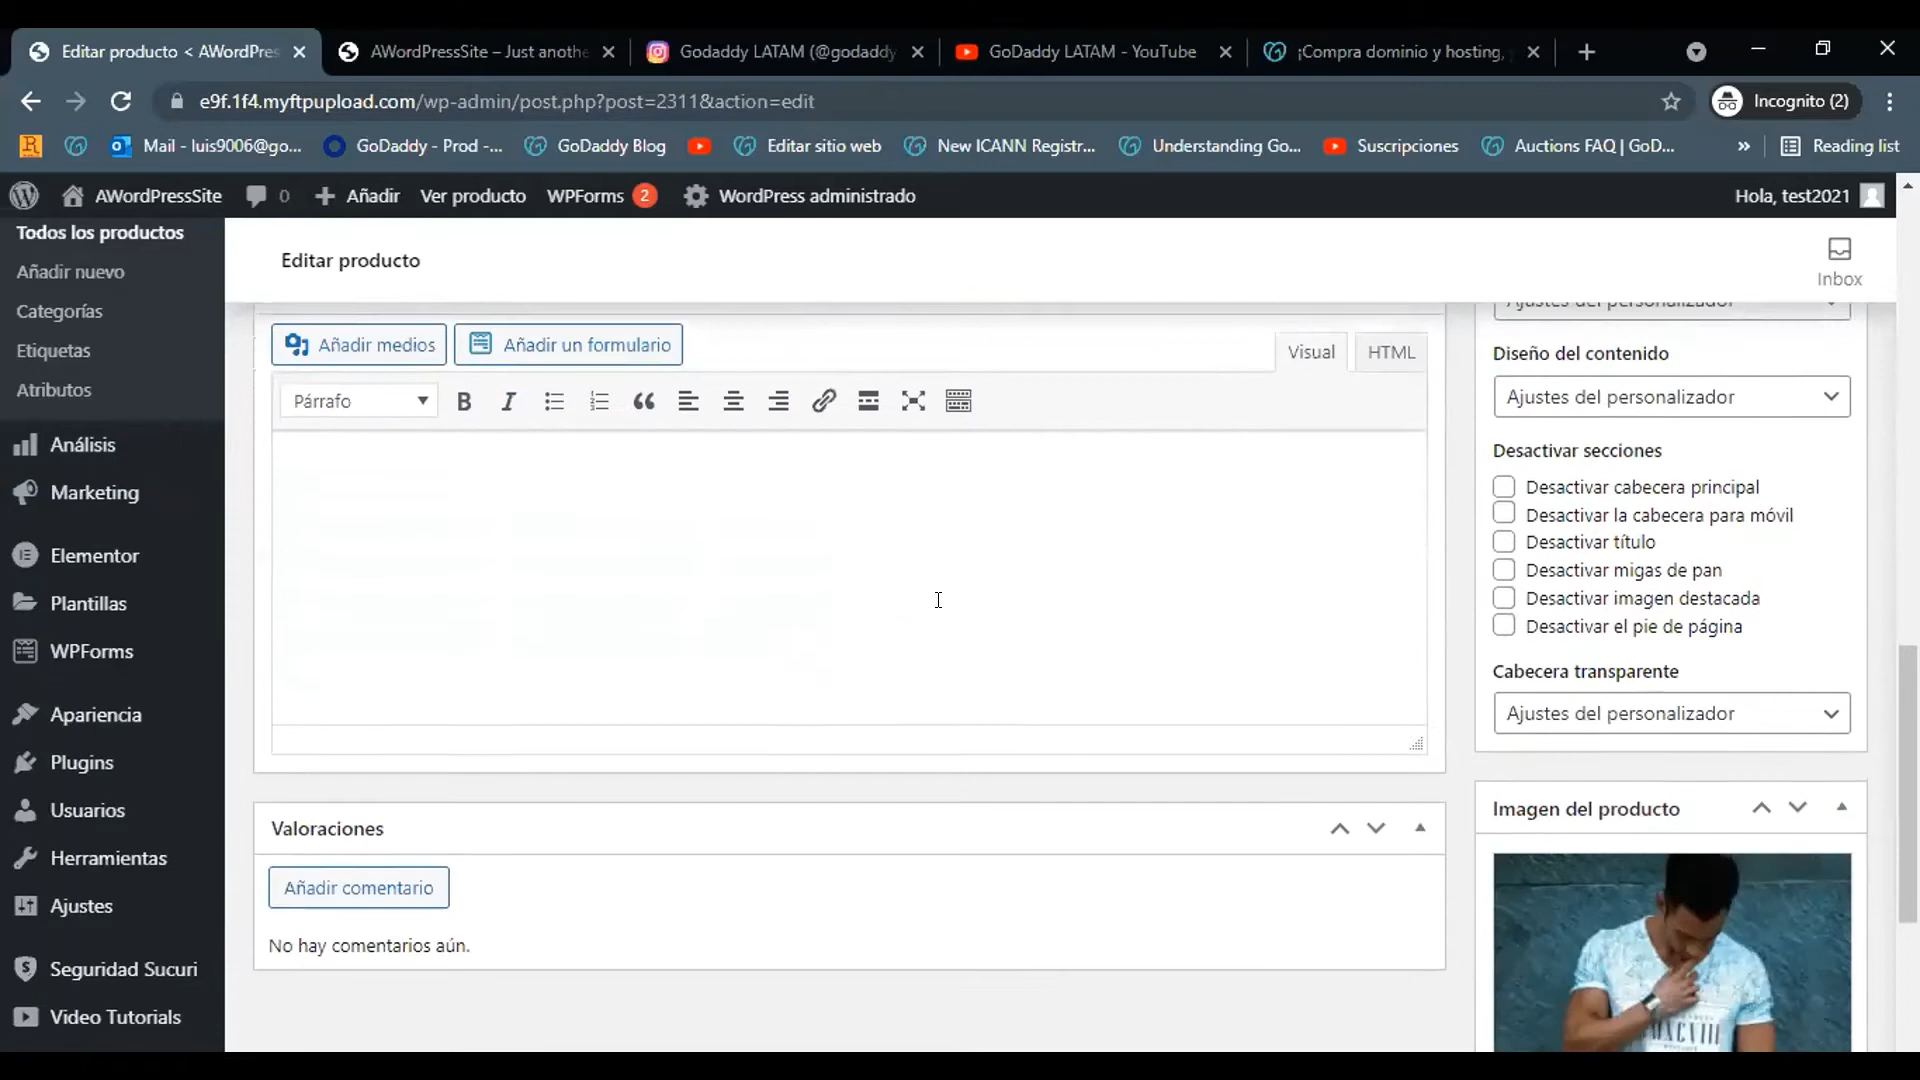 Editar producto < AWordPres
AWordPressSite – Just anothe
Godaddy LATAM (@godaddy
GoDaddy LATAM - YouTube
¡Compra dominio y hosting,
e9f.1f4.myftpupload.com/wp-admin/post.php?post=2311&action=edit
Incognito (2)
Mail - luis9006@go...
GoDaddy - Prod -...
GoDaddy Blog
Editar sitio web
New ICANN Registr...
Understanding Go...
Suscripciones
Auctions FAQ | GoD...
»
Reading list
AWordPressSite
0
Añadir
Ver producto
WPForms 2
WordPress administrado
Hola, test2021
Todos los productos
Añadir nuevo
Categorías
Etiquetas
Atributos
Análisis
Marketing
Elementor
Plantillas
WPForms
Apariencia
Plugins
Usuarios
Herramientas
Ajustes
Seguridad Sucuri
Video Tutorials
Editar producto
Inbox
Añadir medios
Añadir un formulario
Visual
HTML
Párrafo
B I
Valoraciones
Añadir comentario
No hay comentarios aún.
Ajustes del personalizador
Diseño del contenido
Ajustes del personalizador
Desactivar secciones
Desactivar cabecera principal
Desactivar la cabecera para móvil
Desactivar título
Desactivar migas de pan
Desactivar imagen destacada
Desactivar el pie de página
Cabecera transparente
Ajustes del personalizador
Imagen del producto